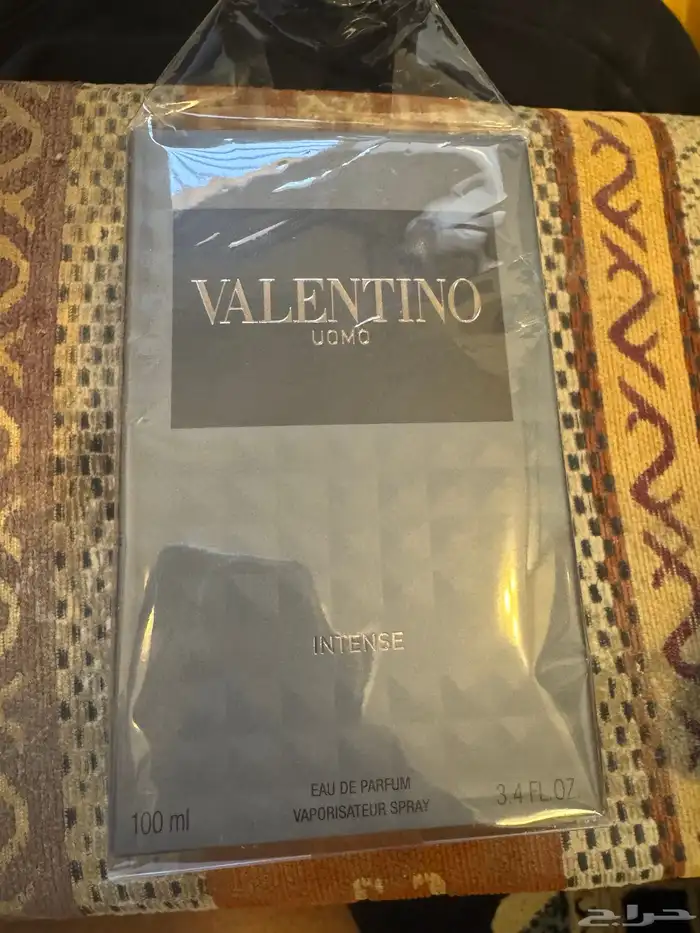 VALENTINO
UOMO
INTENSE
EAU DE PARFUM
VAPORISATEUR SPRAY
100 ml
3.4 FL.OZ.
حراج